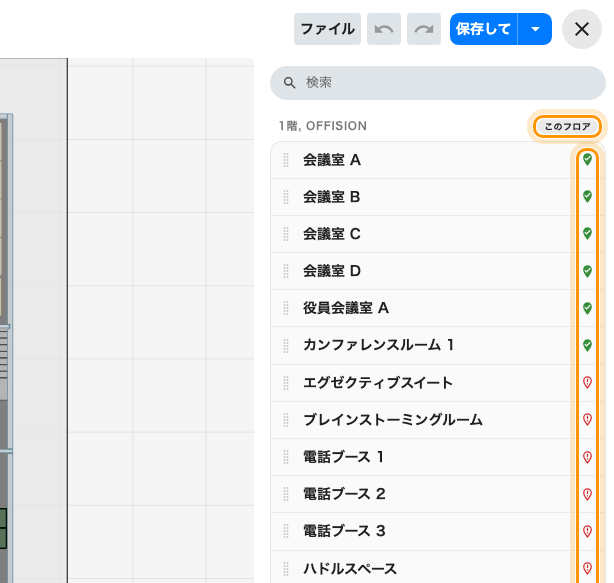 ファイル
保存して
検索
1階, OFFISION
このフロア
会議室 A
会議室 B
会議室 C
会議室 D
役員会議室 A
カンファレンスルーム 1
エグゼクティブスイート
ブレインストーミングルーム
電話ブース 1
電話ブース 2
電話ブース 3
ハドルスペース